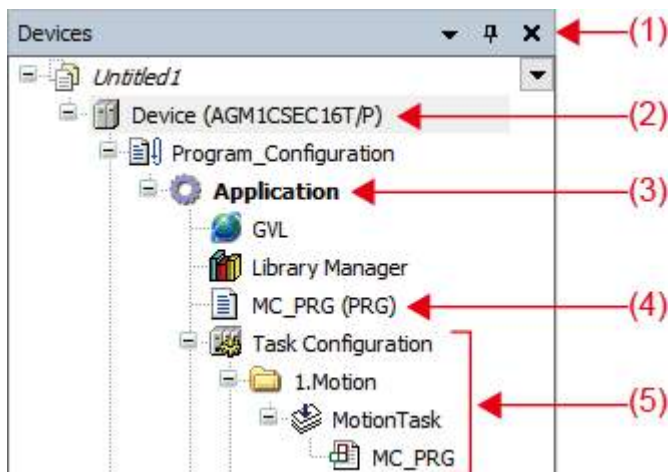 Devices
(1)
Untitled1
Device (AGM1CSEC16T/P)
(2)
Program_Configuration
Application
(3)
GVL
Library Manager
MC_PRG (PRG)
(4)
Task Configuration
1.Motion
(5)
MotionTask
MC_PRG